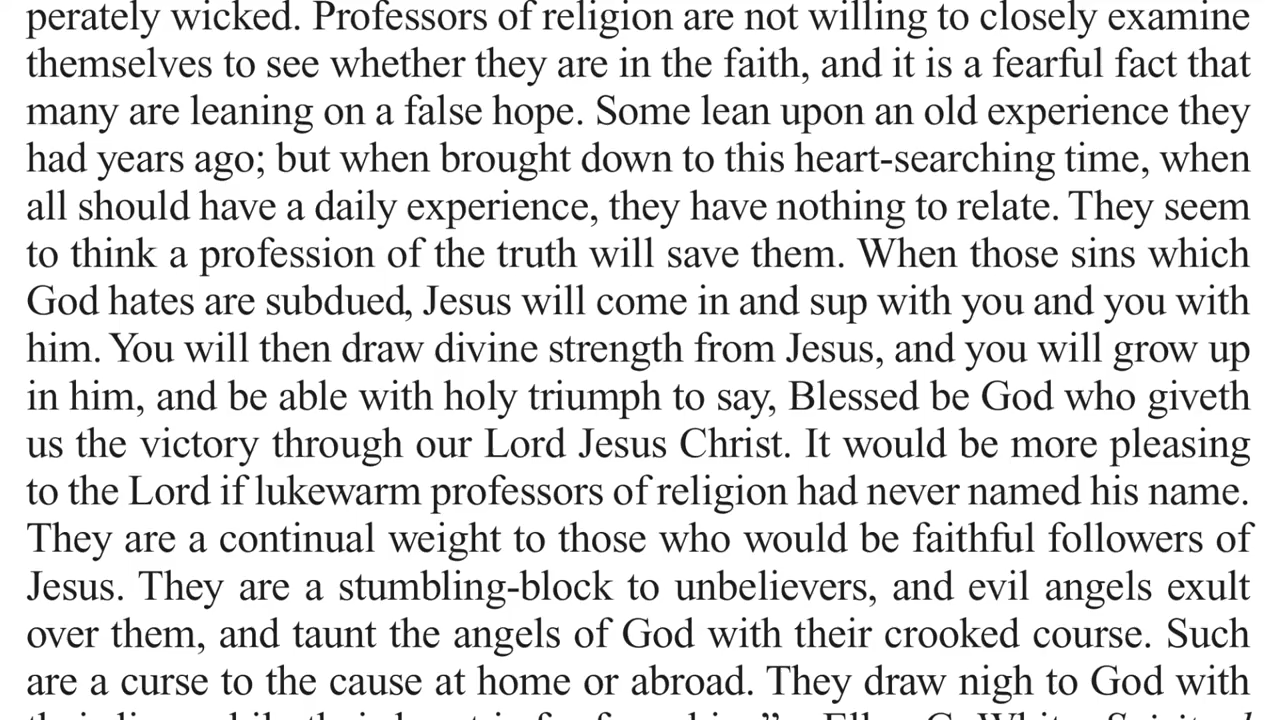 perately wicked. Professors of religion are not willing to closely examine
themselves to see whether they are in the faith, and it is a fearful fact that
many are leaning on a false hope. Some lean upon an old experience they
had years ago; but when brought down to this heart-searching time, when
all should have a daily experience, they have nothing to relate. They seem
to think a profession of the truth will save them. When those sins which
God hates are subdued, Jesus will come in and sup with you and you with
him. You will then draw divine strength from Jesus, and you will grow up
in him, and be able with holy triumph to say, Blessed be God who giveth
us the victory through our Lord Jesus Christ. It would be more pleasing
to the Lord if lukewarm professors of religion had never named his name.
They are a continual weight to those who would be faithful followers of
Jesus. They are a stumbling-block to unbelievers, and evil angels exult
over them, and taunt the angels of God with their crooked course. Such
are a curse to the cause at home or abroad. They draw nigh to God with